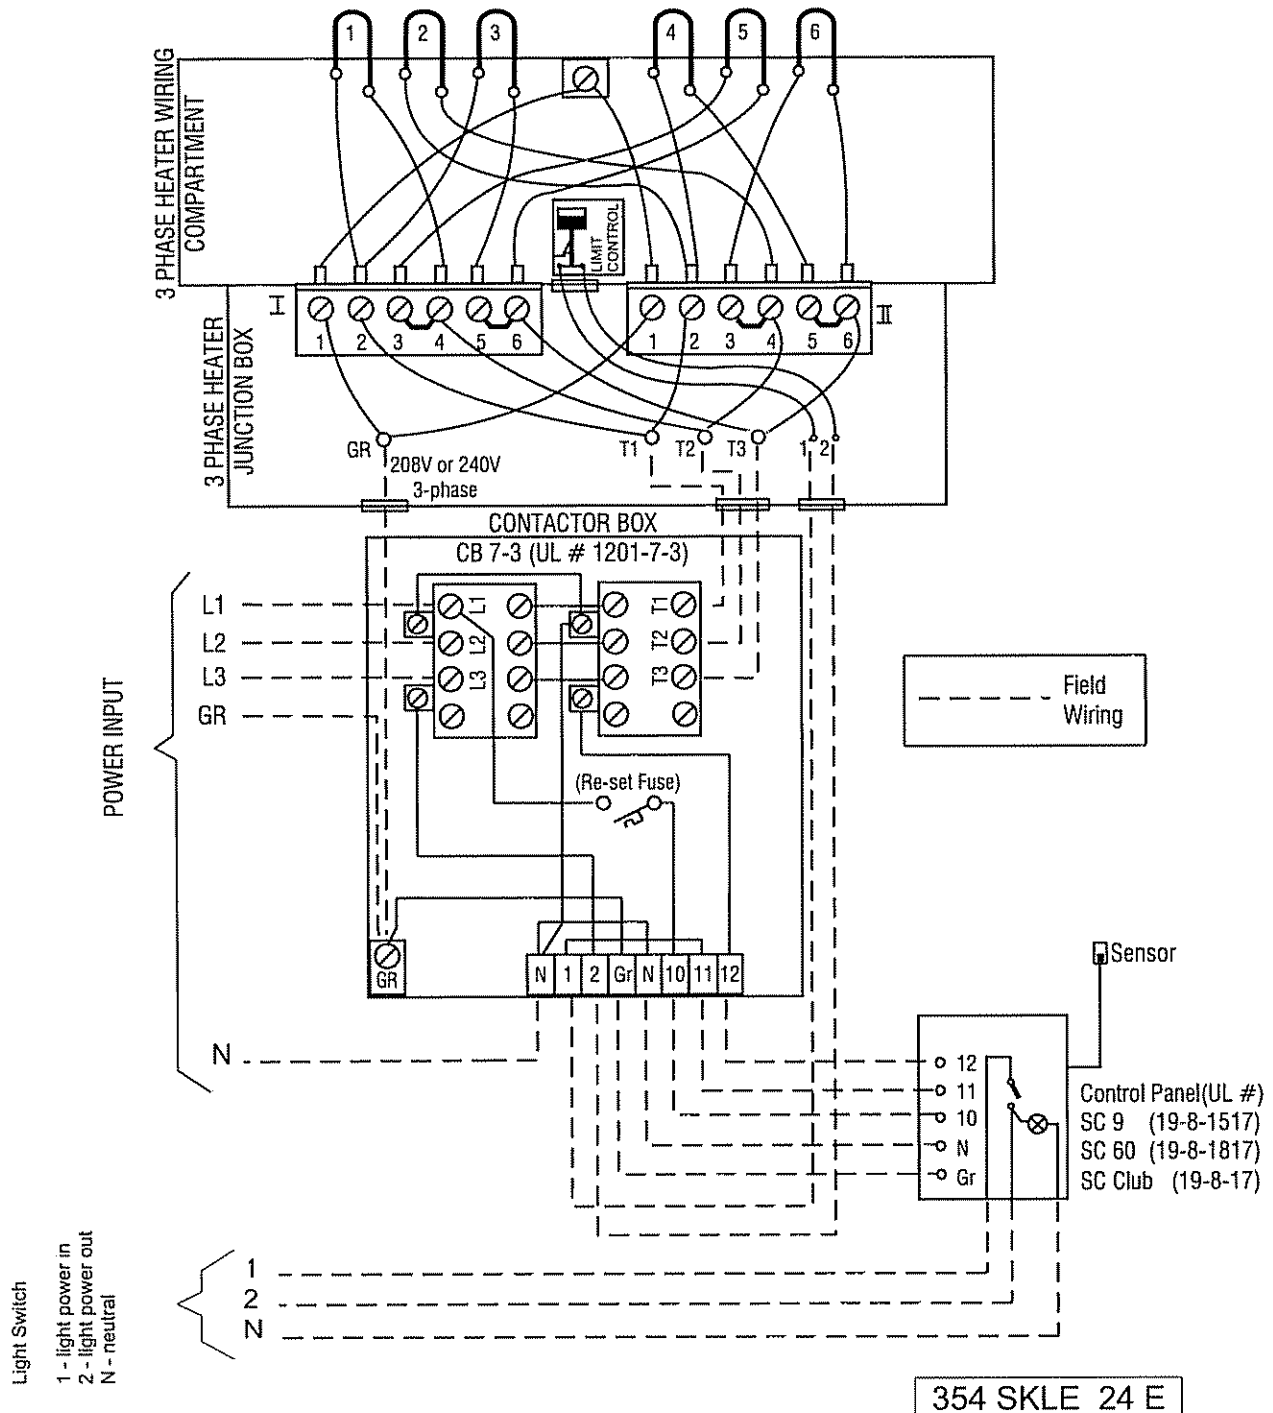 1 2 3 4 5 6
3 PHASE HEATER WIRING
COMPARTMENT
LIMIT
CONTROL
I
1 2 3 4 5 6
II
1 2 3 4 5 6
3 PHASE HEATER
JUNCTION BOX
GR
T1 T2 T3 1 2
208V or 240V
3-phase
CONTACTOR BOX
CB 7-3 (UL # 1201-7-3)
POWER INPUT
L1
L2
L3
GR
L1
L2
L3
T1
T2
T3
Field
Wiring
(Re-set Fuse)
GR
N 1 2 Gr N 10 11 12
N
Sensor
12
11
10
N
Gr
Control Panel(UL #)
SC 9 (19-8-1517)
SC 60 (19-8-1817)
SC Club (19-8-17)
Light Switch
1 - light power in
2 - light power out
N - neutral
1
2
N
354 SKLE 24 E